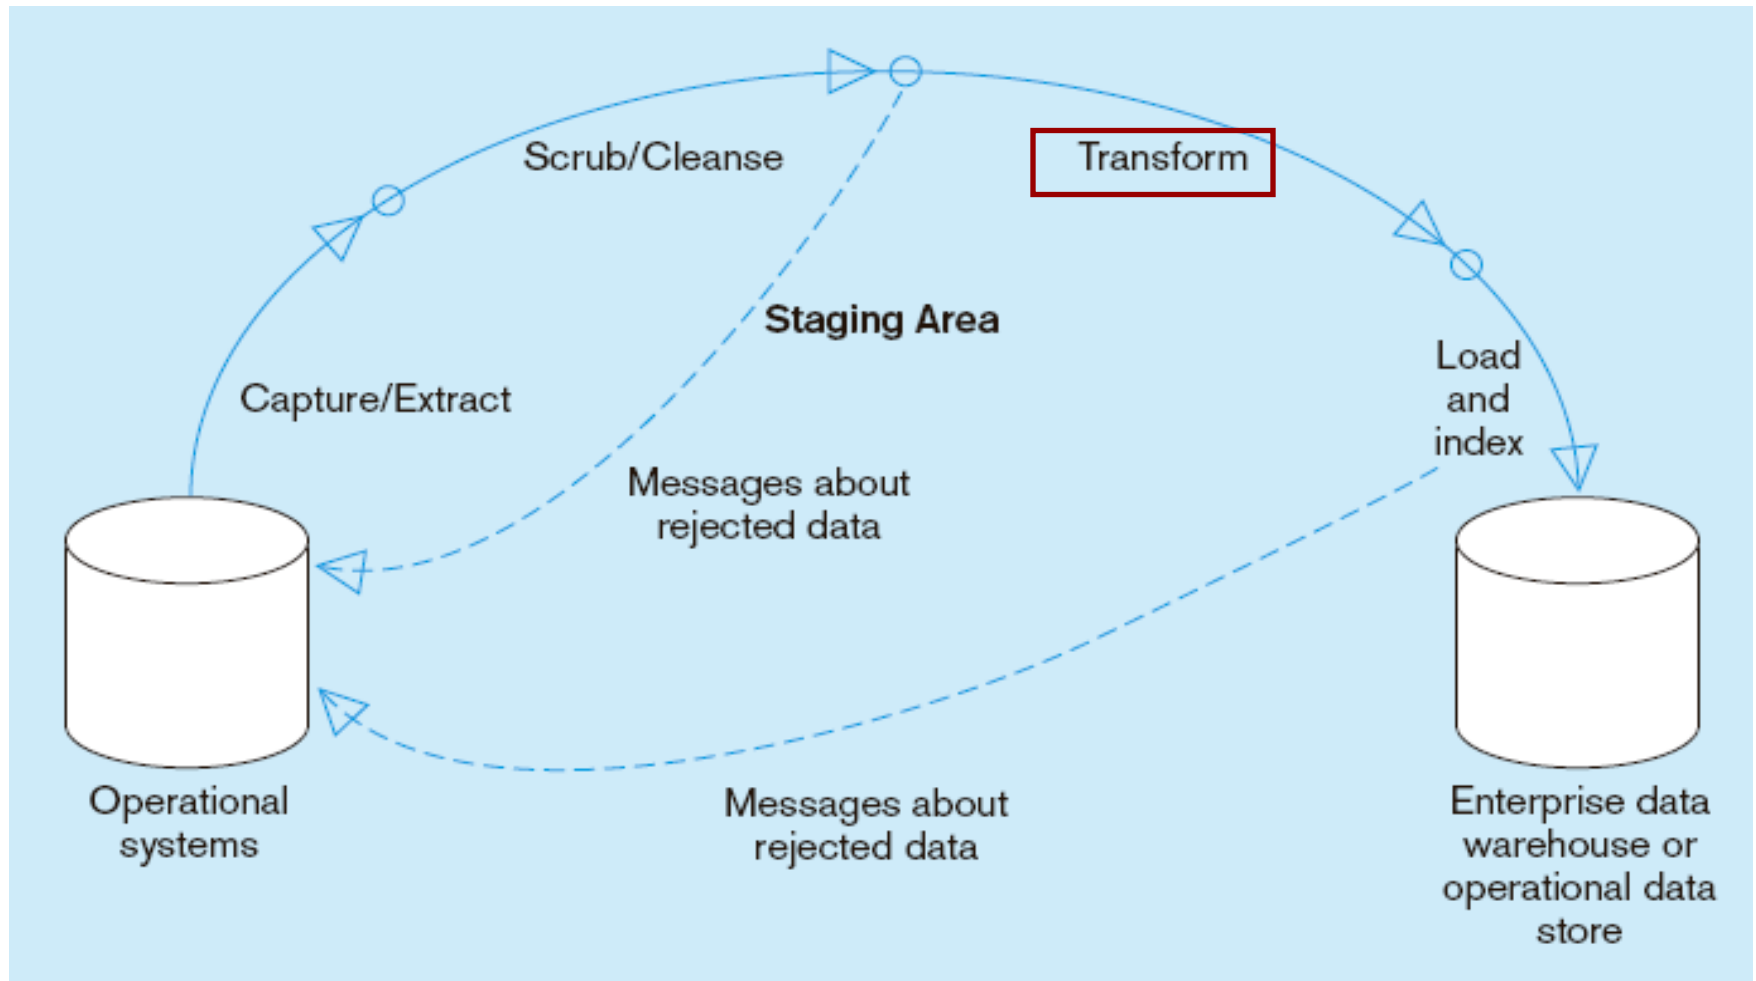 Scrub/Cleanse
Transform
Staging Area
Capture/Extract
Load
and
index
Messages about
rejected data
Operational
systems
Messages about
rejected data
Enterprise data
warehouse or
operational data
store